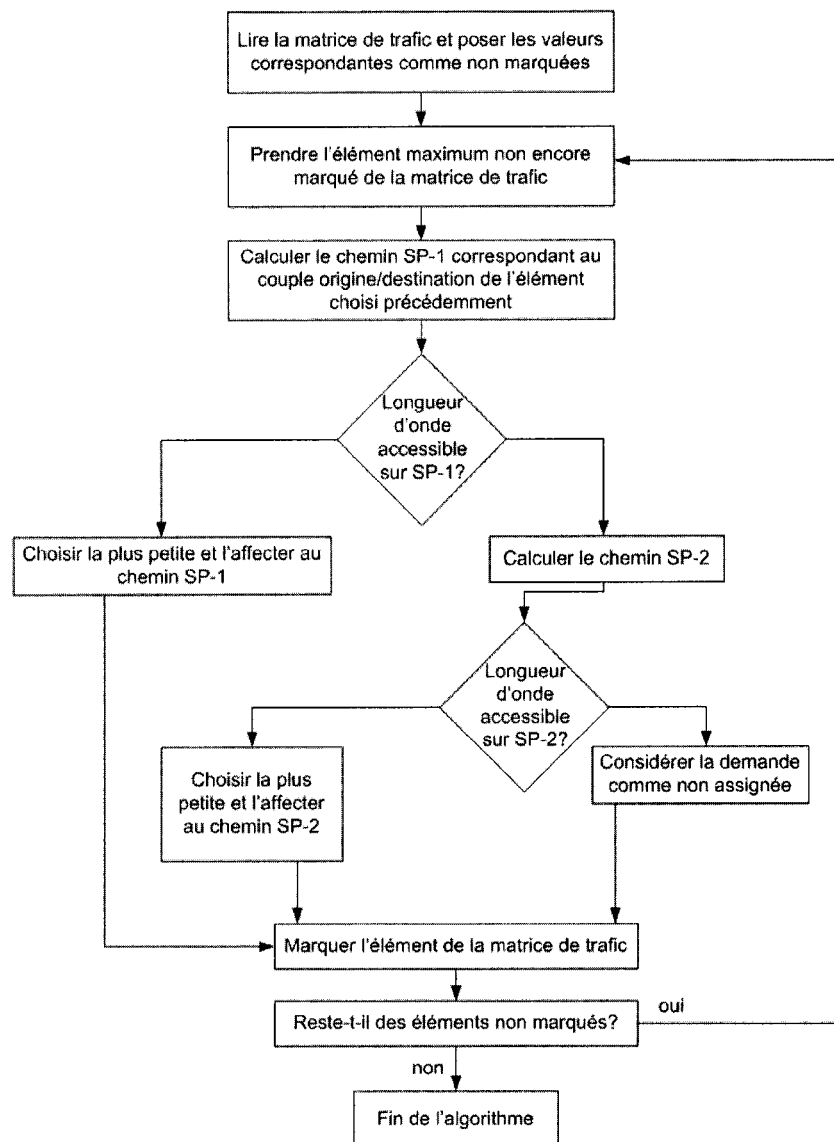 Lire la matrice de trafic et poser les valeurs
correspondantes comme non marquées
Prendre l'élément maximum non encore
marqué de la matrice de trafic
Calculer le chemin SP-1 correspondant au
couple origine/destination de l'élément
choisi précédemment
Longueur
d'onde
accessible
sur SP-1?
Choisir la plus petite et l'affecter au
chemin SP-1
Calculer le chemin SP-2
Longueur
d'onde
accessible
sur SP-2?
Choisir la plus
petite et l'affecter
au chemin SP-2
Considérer la demande
comme non assignée
Marquer l'élément de la matrice de trafic
Reste-t-il des éléments non marqués?
oui
non
Fin de l'algorithme